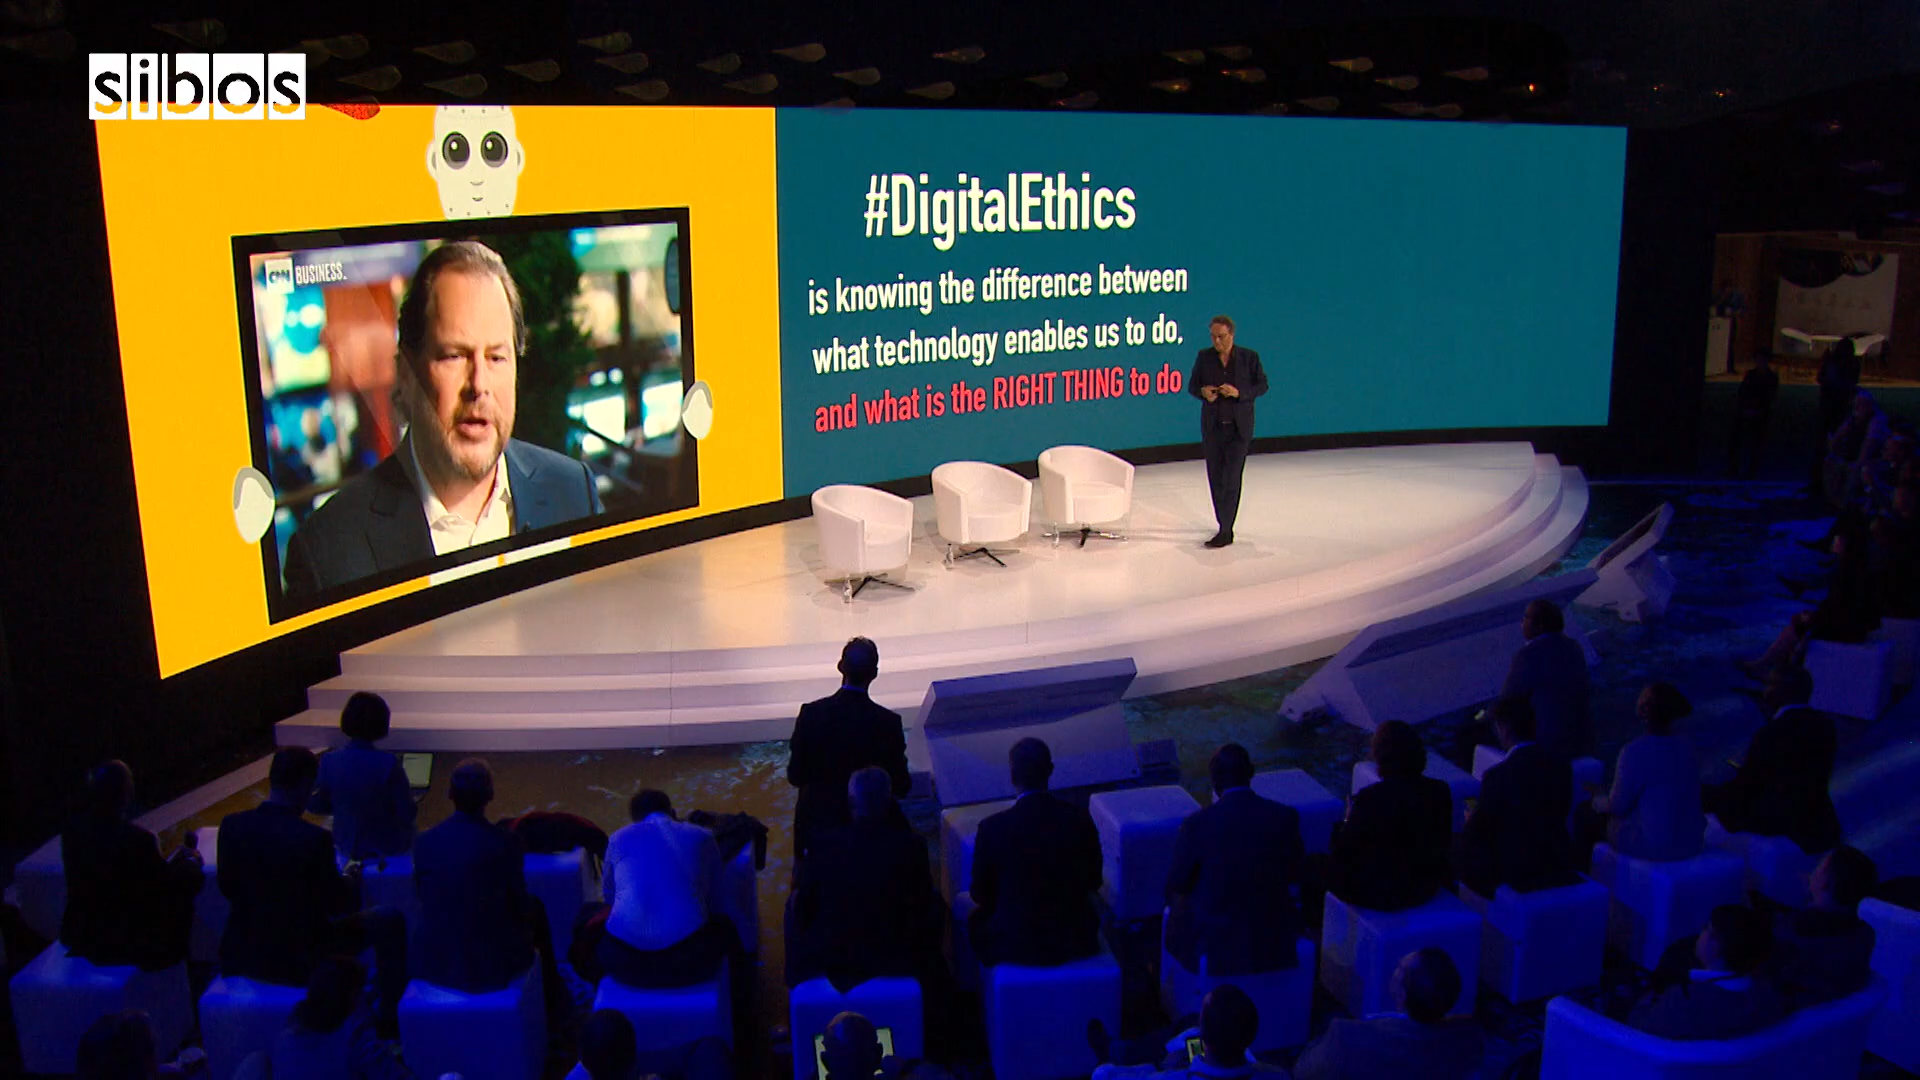 sibos
CNN BUSINESS
#DigitalEthics
is knowing the difference between
what technology enables us to do,
and what is the RIGHT THING to do